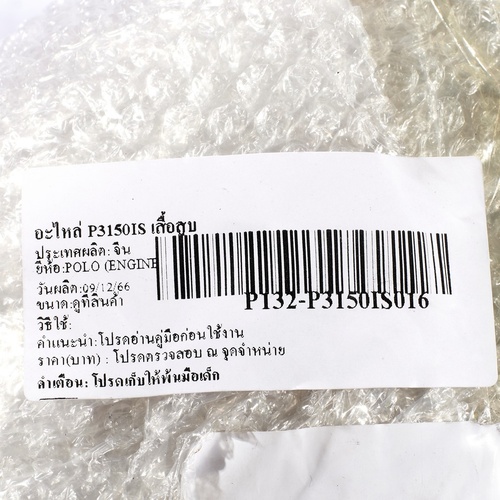 อะไหล่ P3150IS เสื้อสูบ
ประเทศผลิต: จีน
ยี่ห้อ:POLO (ENGINE
วันผลิต:09/12/66
ขนาด:ดูที่สินค้า
P132-P3150IS016
วิธีใช้:
คำแนะนำ:โปรดอ่านคู่มือก่อนใช้งาน
ราคา(บาท) : โปรดตรวจสอบ ณ จุดจำหน่าย
คำเตือน: โปรดเก็บให้พ้นมือเด็ก